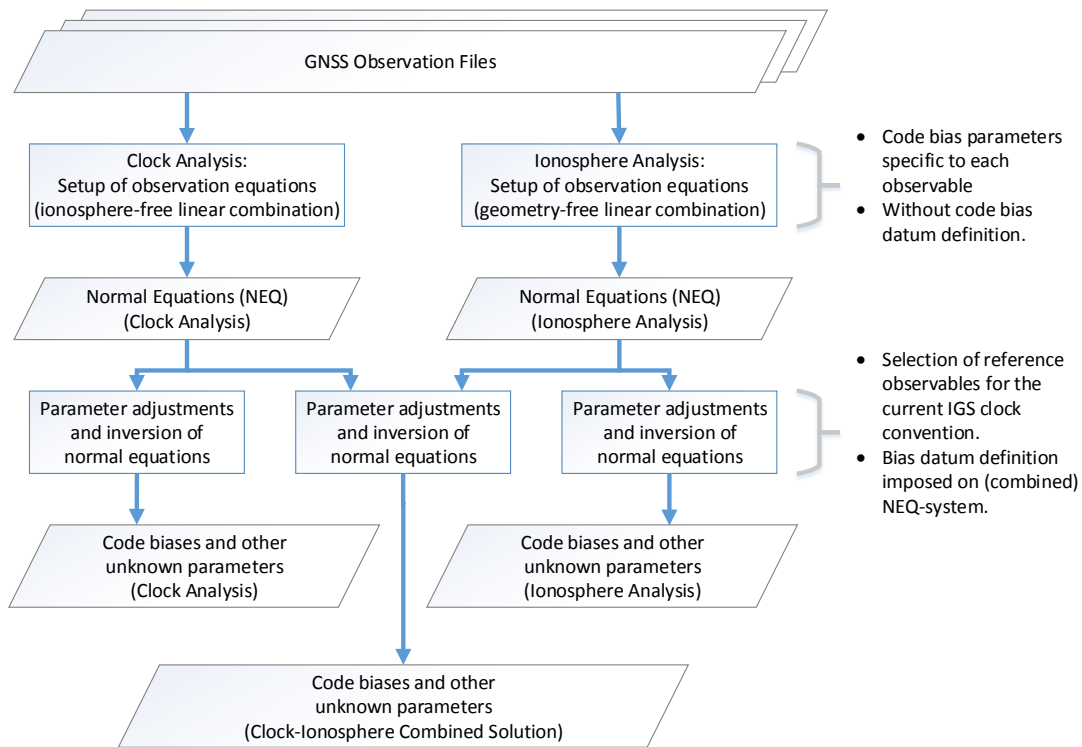 GNSS Observation Files
Clock Analysis:
Setup of observation equations
(ionosphere-free linear combination)
Ionosphere Analysis:
Setup of observation equations
(geometry-free linear combination)
• Code bias parameters
specific to each
observable
• Without code bias
datum definition.
Normal Equations (NEQ)
(Clock Analysis)
Normal Equations (NEQ)
(Ionosphere Analysis)
Parameter adjustments
and inversion of
normal equations
Parameter adjustments
and inversion of
normal equations
Parameter adjustments
and inversion of
normal equations
• Selection of reference
observables for the
current IGS clock
convention.
• Bias datum definition
imposed on (combined)
NEQ-system.
Code biases and other
unknown parameters
(Clock Analysis)
Code biases and other
unknown parameters
(Ionosphere Analysis)
Code biases and other
unknown parameters
(Clock-Ionosphere Combined Solution)